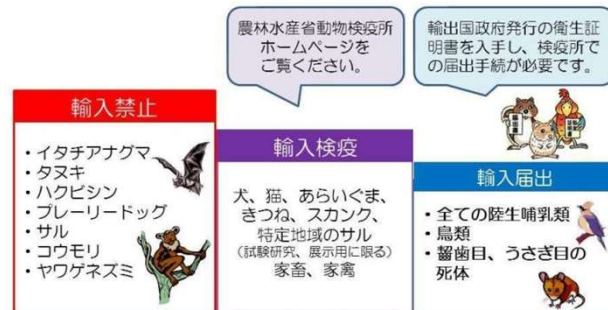 農林水産省動物検疫所
ホームページを
ご覧ください。
輸出国政府発行の衛生証
明書を入手し、検疫所で
の届出手続が必要です。
輸入禁止
・イタチアナグマ
・タヌキ
・ハクビシン
・プレーリードッグ
・サル
・コウモリ
・ヤワゲネズミ
輸入検疫
犬、猫、あらいぐま、
きつね、スカンク、
特定地域のサル
(試験研究、展示用に限る)
家畜、家禽
輸入届出
・全ての陸生哺乳類
・鳥類
・齧歯目、うさぎ目の
死体